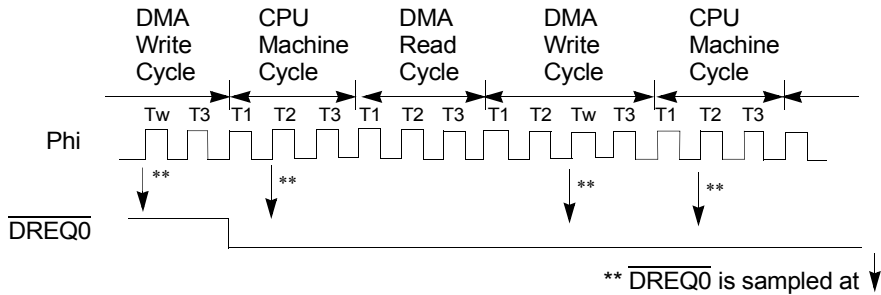 DMA Write Cycle
CPU Machine Cycle
DMA Read Cycle
DMA Write Cycle
CPU Machine Cycle
Tw T3 T1 T2 T3 T1 T2 T3 T1 T2 Tw T3 T1 T2 T3
Phi
** ** ** **
DREQ0
** DREQ0 is sampled at